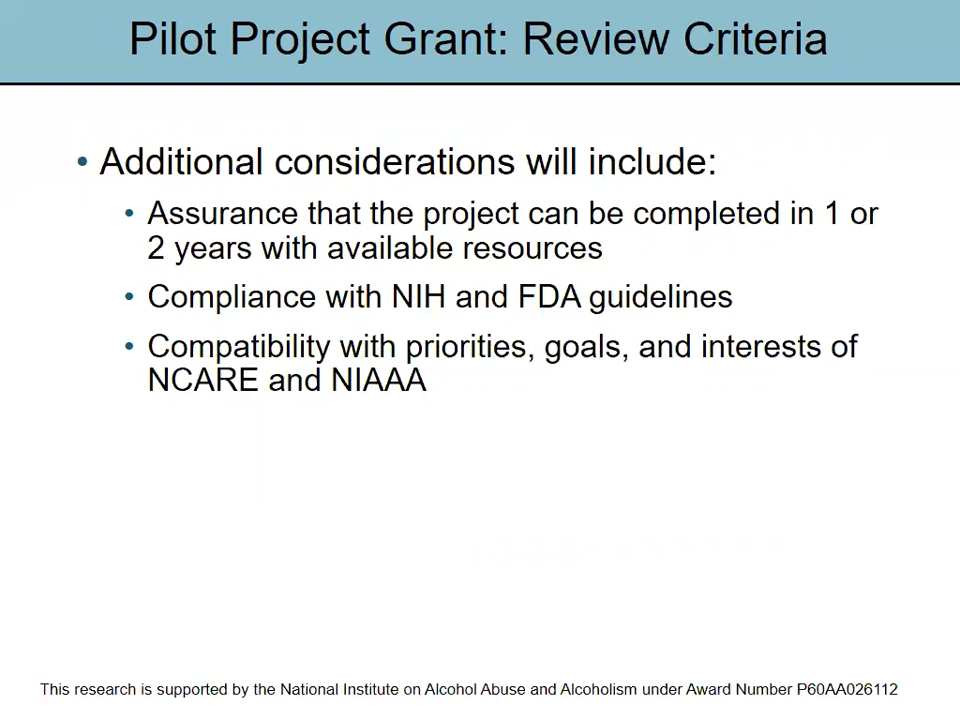 Pilot Project Grant: Review Criteria
• Additional considerations will include:
• Assurance that the project can be completed in 1 or
2 years with available resources
• Compliance with NIH and FDA guidelines
• Compatibility with priorities, goals, and interests of
NCARE and NIAAA
This research is supported by the National Institute on Alcohol Abuse and Alcoholism under Award Number P60AA026112